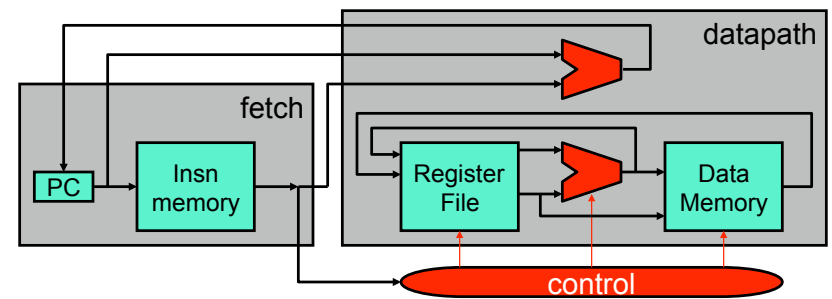 datapath
fetch
PC
Insn
memory
Register
File
Data
Memory
control